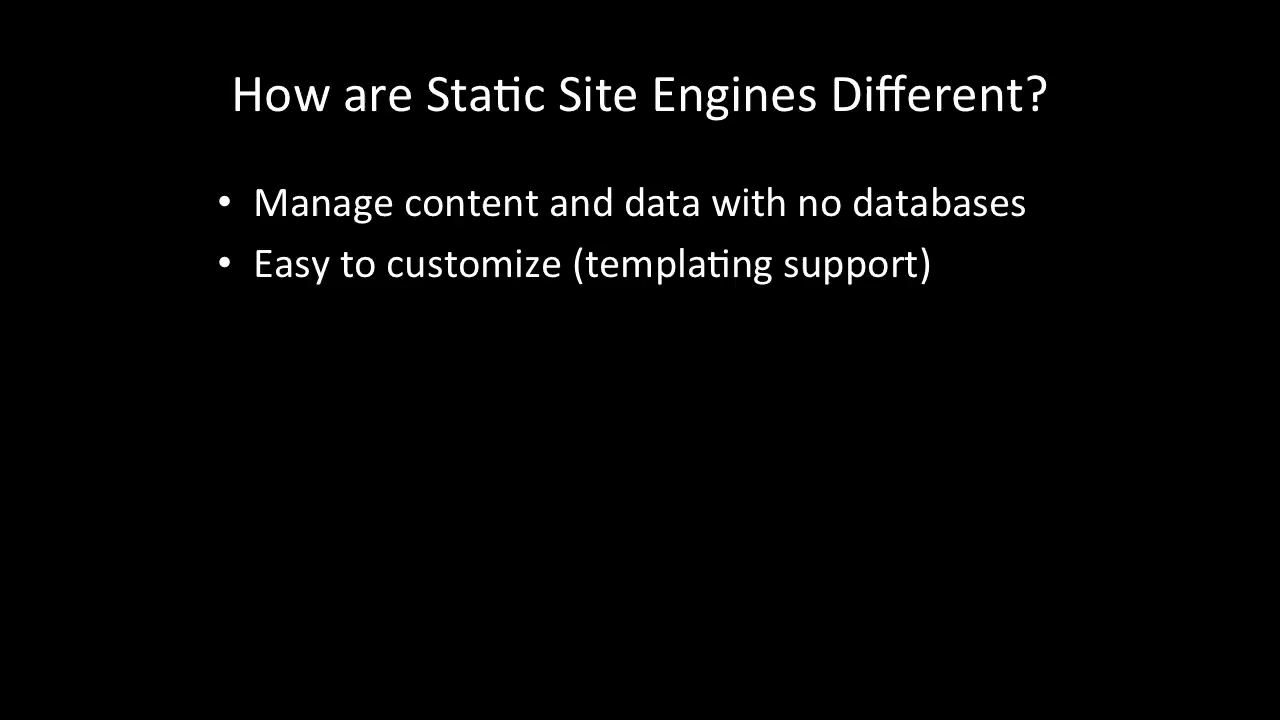 How are Static Site Engines Different?
• Manage content and data with no databases
• Easy to customize (templating support)